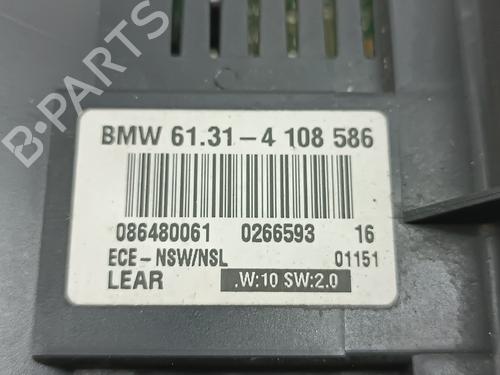 B-PARTS
BMW 61.31-4 108 586
086480061 0266593 16
ECE-NSW/NSL 01151
LEAR .W:10 SW:2.0